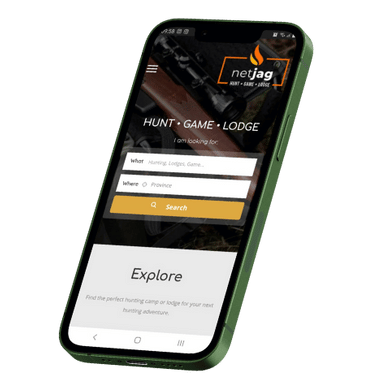 netjag
HUNT • GAME • LODGE
HUNT • GAME • LODGE
I am looking for:
What Hunting, Lodges, Game...
Where Province
Search
Explore
Find the perfect hunting camp or lodge for your next
hunting adventure.